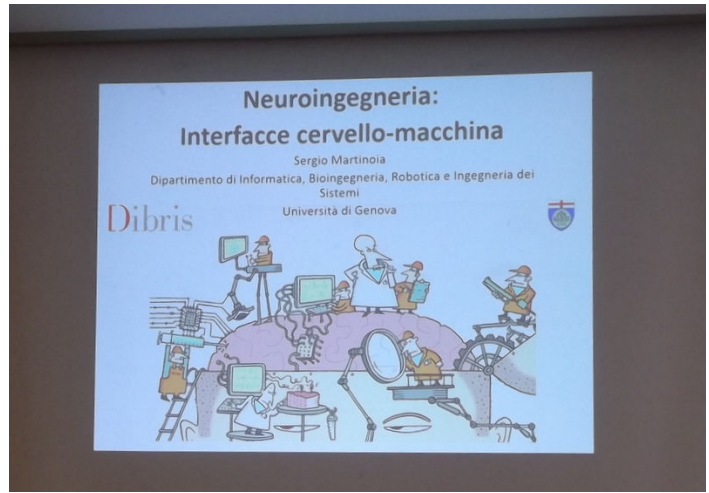 Neuroingegneria:
Interfacce cervello-macchina
Sergio Martinoia
Dipartimento di Informatica, Bioingegneria, Robotica e Ingegneria dei
Sistemi
Università di Genova
Dibris